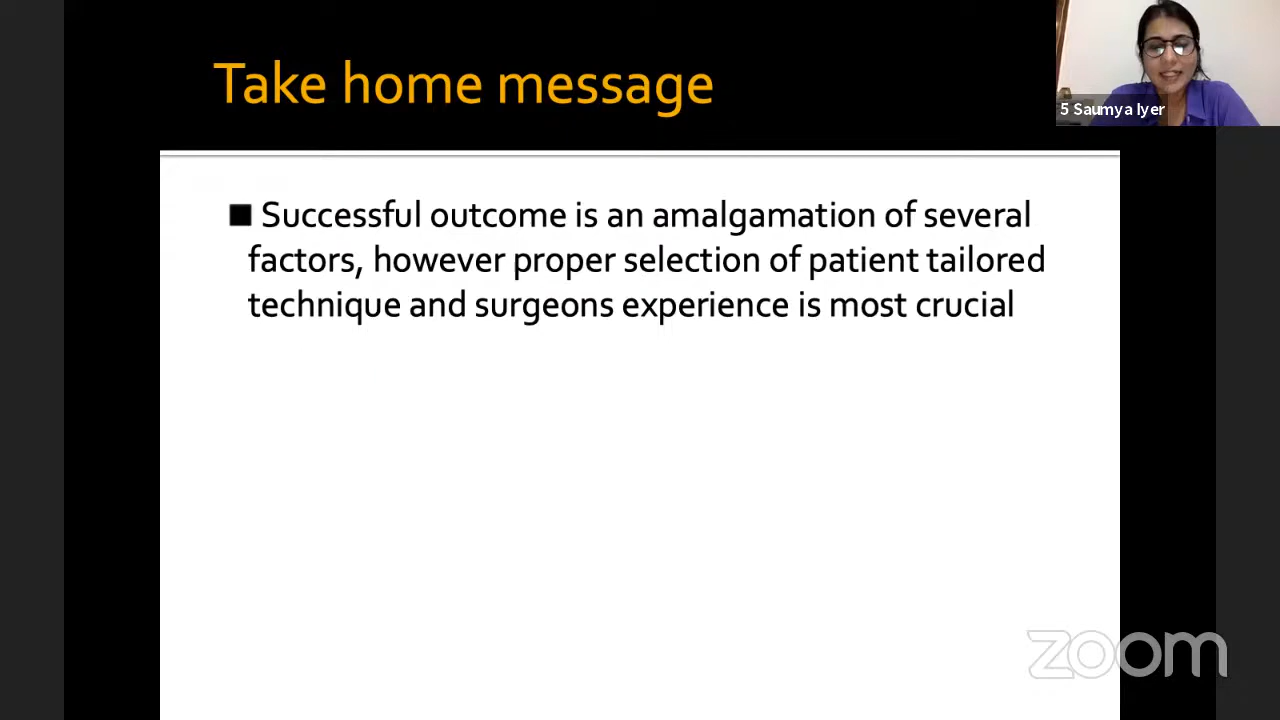 Take home message
5 Saumya Iyer
Successful outcome is an amalgamation of several
factors, however proper selection of patient tailored
technique and surgeons experience is most crucial
zoom